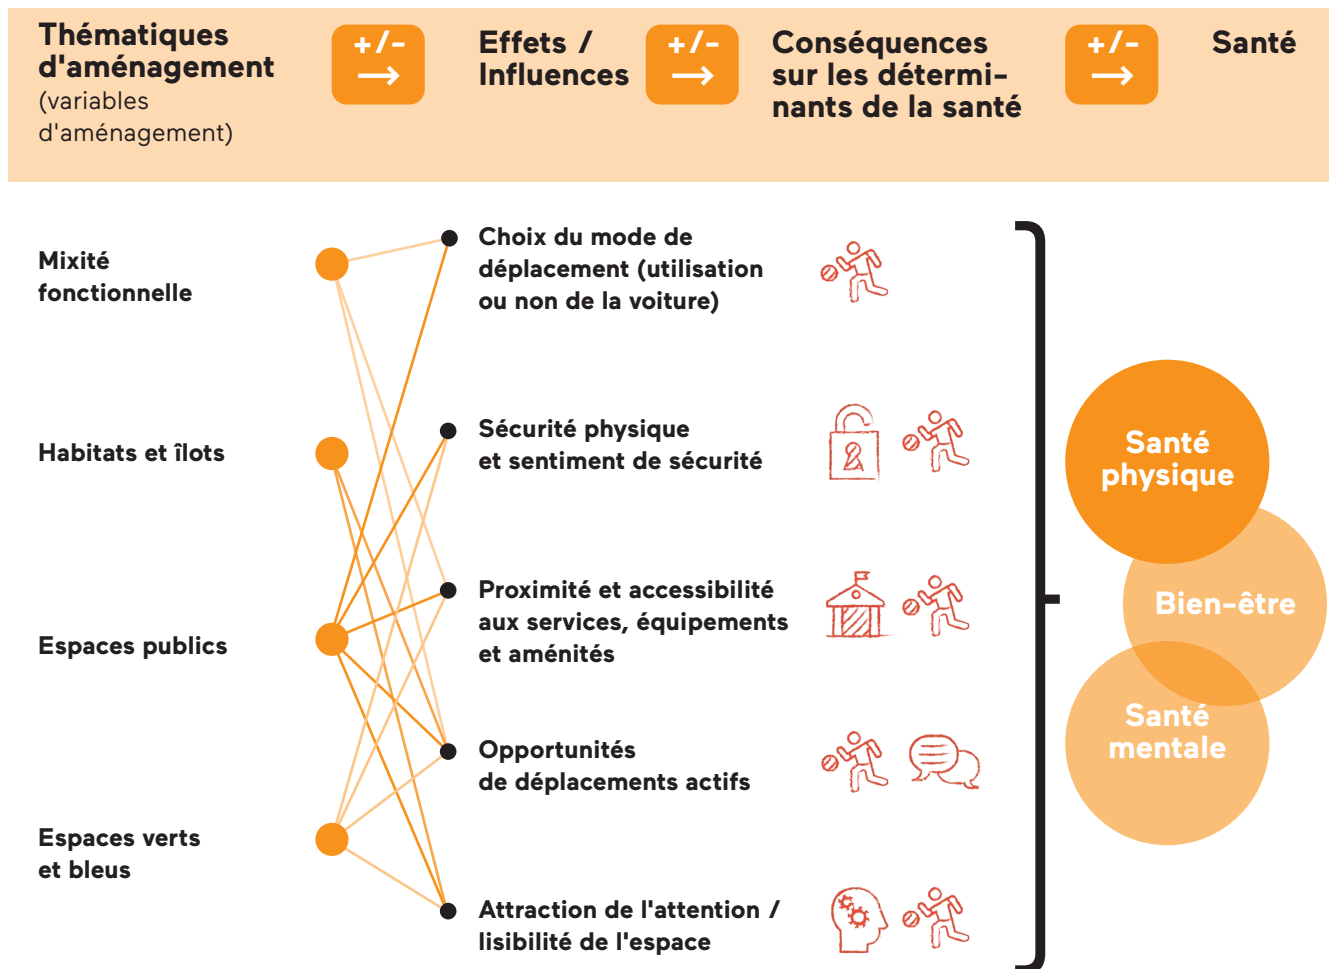 Thématiques
d'aménagement
(variables
d'aménagement)
+/-
→
Effets /
Influences
+/-
→
Conséquences
sur les détermi-
nants de la santé
+/-
→
Santé
Mixité
fonctionnelle
Habitats et îlots
Espaces publics
Espaces verts
et bleus
Choix du mode de
déplacement (utilisation
ou non de la voiture)
Sécurité physique
et sentiment de sécurité
Proximité et accessibilité
aux services, équipements
et aménités
Opportunités
de déplacements actifs
Attraction de l'attention /
lisibilité de l'espace
Santé
physique
Bien-être
Santé
mentale